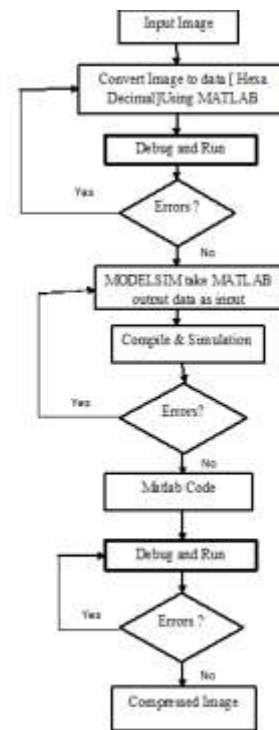 Input Image
Convert Image to data [ Hexa
Decimal]Using MATLAB
Debug and Run
Yes
Errors ?
No
MODELSIM take MATLAB
output data as input
Compile & Simulation
Yes
Errors?
No
Matlab Code
Debug and Run
Yes
Errors ?
No
Compressed Image